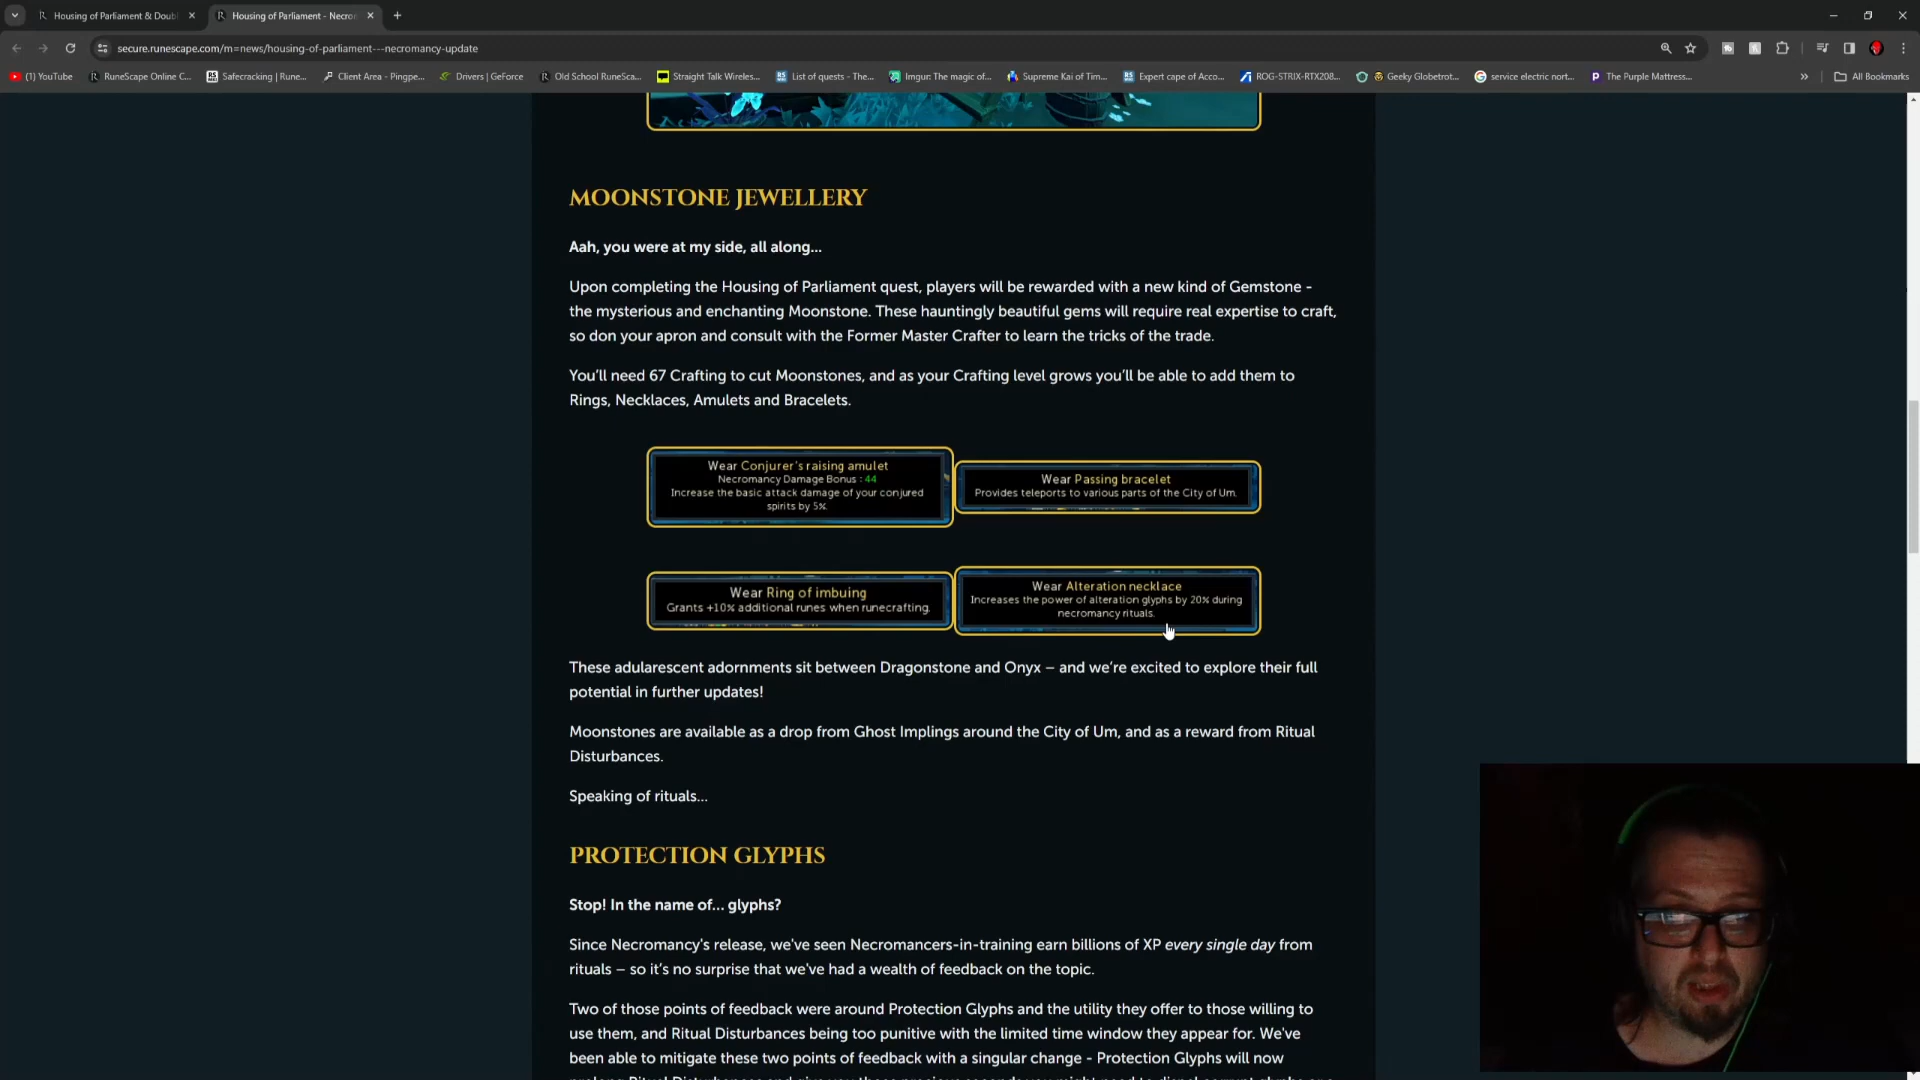 Housing of Parliament & Doubl
Housing of Parliament - Necro
secure.runescape.com/m=news/housing-of-parliament---necromancy-update
(1) YouTube
RuneScape Online C...
Safecracking | Rune...
Client Area - Pingpe...
Drivers | GeForce
Old School RuneSca...
Straight Talk Wireles...
List of quests - The...
Imgur: The magic of...
Supreme Kai of Tim...
Expert cape of Acco...
ROG-STRIX-RTX208...
Geeky Globetrot...
service electric nort...
The Purple Mattress...
All Bookmarks
MOONSTONE JEWELLERY
Aah, you were at my side, all along...
Upon completing the Housing of Parliament quest, players will be rewarded with a new kind of Gemstone -
the mysterious and enchanting Moonstone. These hauntingly beautiful gems will require real expertise to craft,
so don your apron and consult with the Former Master Crafter to learn the tricks of the trade.
You'll need 67 Crafting to cut Moonstones, and as your Crafting level grows you'll be able to add them to
Rings, Necklaces, Amulets and Bracelets.
Wear Conjurer's raising amulet
Necromancy Damage Bonus : 44
Increase the basic attack damage of your conjured
spirits by 5%.
Wear Passing bracelet
Provides teleports to various parts of the City of Um.
Wear Ring of imbuing
Grants +10% additional runes when runecrafting.
Wear Alteration necklace
Increases the power of alteration glyphs by 20% during
necromancy rituals.
These adularescent adornments sit between Dragonstone and Onyx – and we're excited to explore their full
potential in further updates!
Moonstones are available as a drop from Ghost Implings around the City of Um, and as a reward from Ritual
Disturbances.
Speaking of rituals...
PROTECTION GLYPHS
Stop! In the name of... glyphs?
Since Necromancy's release, we've seen Necromancers-in-training earn billions of XP every single day from
rituals – so it's no surprise that we've had a wealth of feedback on the topic.
Two of those points of feedback were around Protection Glyphs and the utility they offer to those willing to
use them, and Ritual Disturbances being too punitive with the limited time window they appear for. We've
been able to mitigate these two points of feedback with a singular change - Protection Glyphs will now